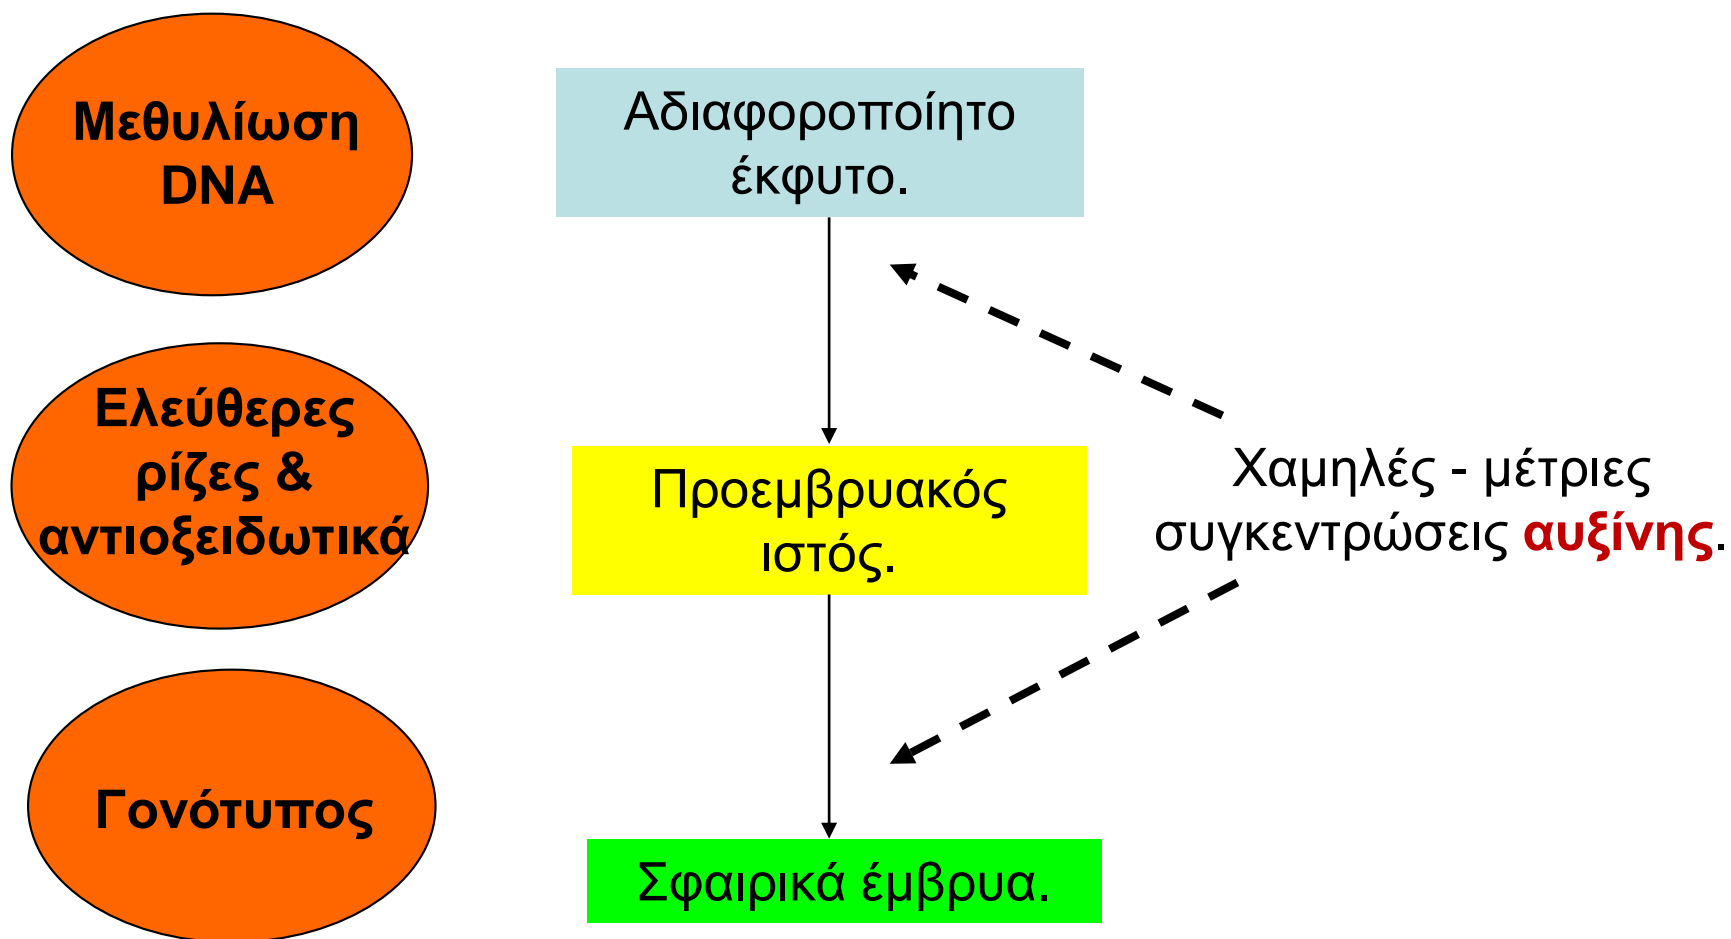 Μεθυλίωση
DNA
Ελεύθερες
ρίζες &
αντιοξειδωτικά
Γονότυπος
Αδιαφοροποίητο
έκφυτο.
Προεμβρυακός
ιστός.
Σφαιρικά έμβρυα.
Χαμηλές - μέτριες
συγκεντρώσεις αυξίνης.